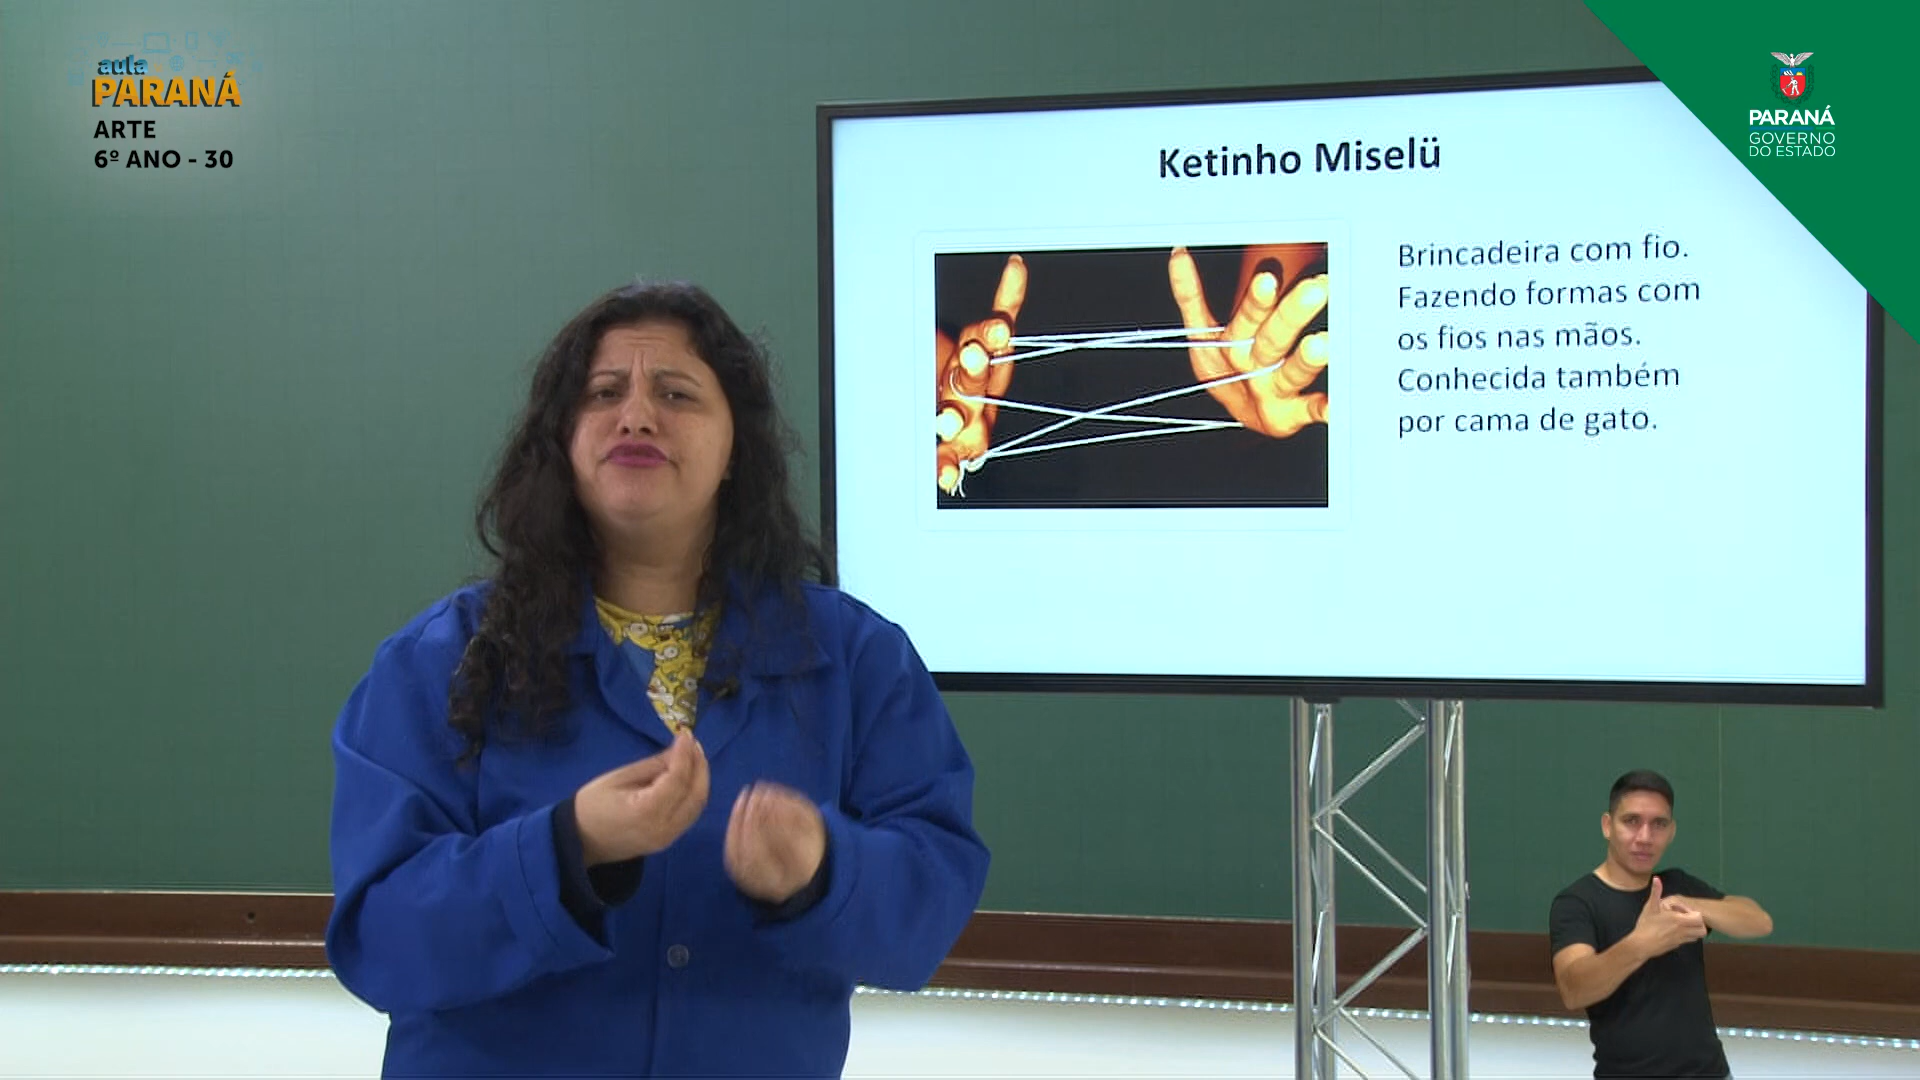 aula
PARANÁ
ARTE
6º ANO - 30
PARANÁ
GOVERNO
DO ESTADO
Ketinho Miselü
Brincadeira com fio.
Fazendo formas com
os fios nas mãos.
Conhecida também
por cama de gato.